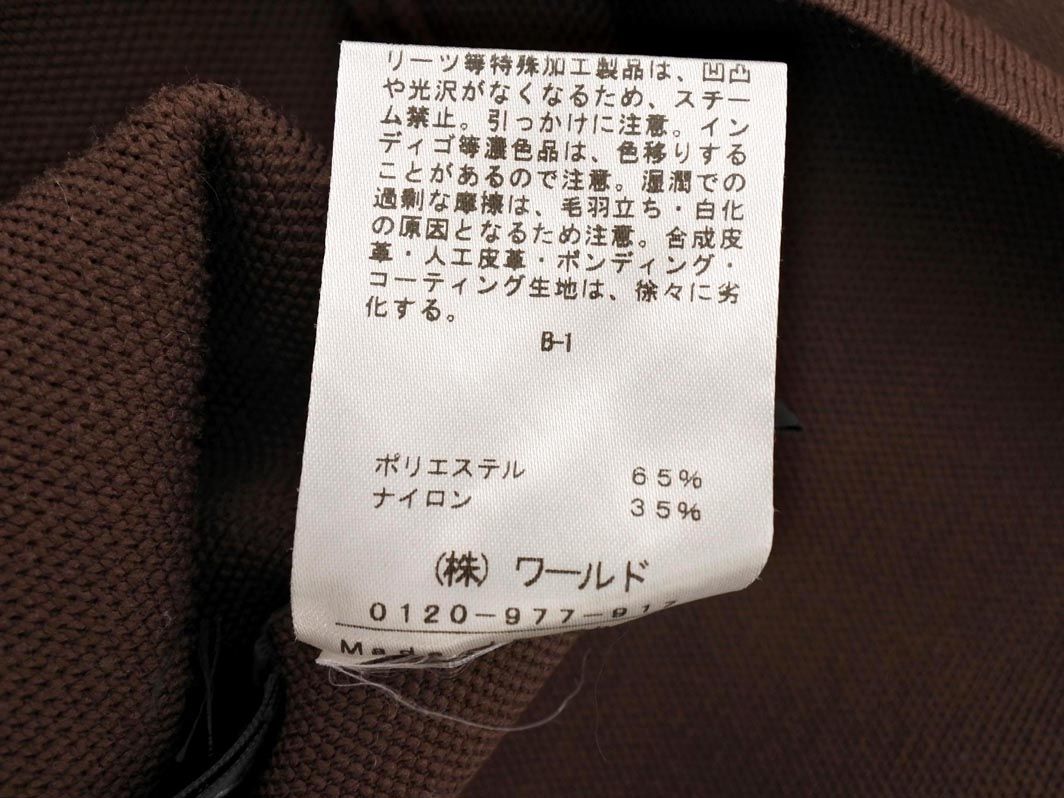 リーツ等特殊加工製品は、凹凸
や光沢がなくなるため、スチー
ム禁止。引っかけに注意。イン
ディゴ等濃色品は、色移りする
ことがあるので注意。湿潤での
過剰な摩擦は、毛羽立ち・白化
の原因となるため注意。合成皮
革・人工皮革・ボンディング・
コーティング生地は、徐々に劣
化する。
B-1
ポリエステル 65%
ナイロン 35%
(株) ワールド
0120-977-917
Made